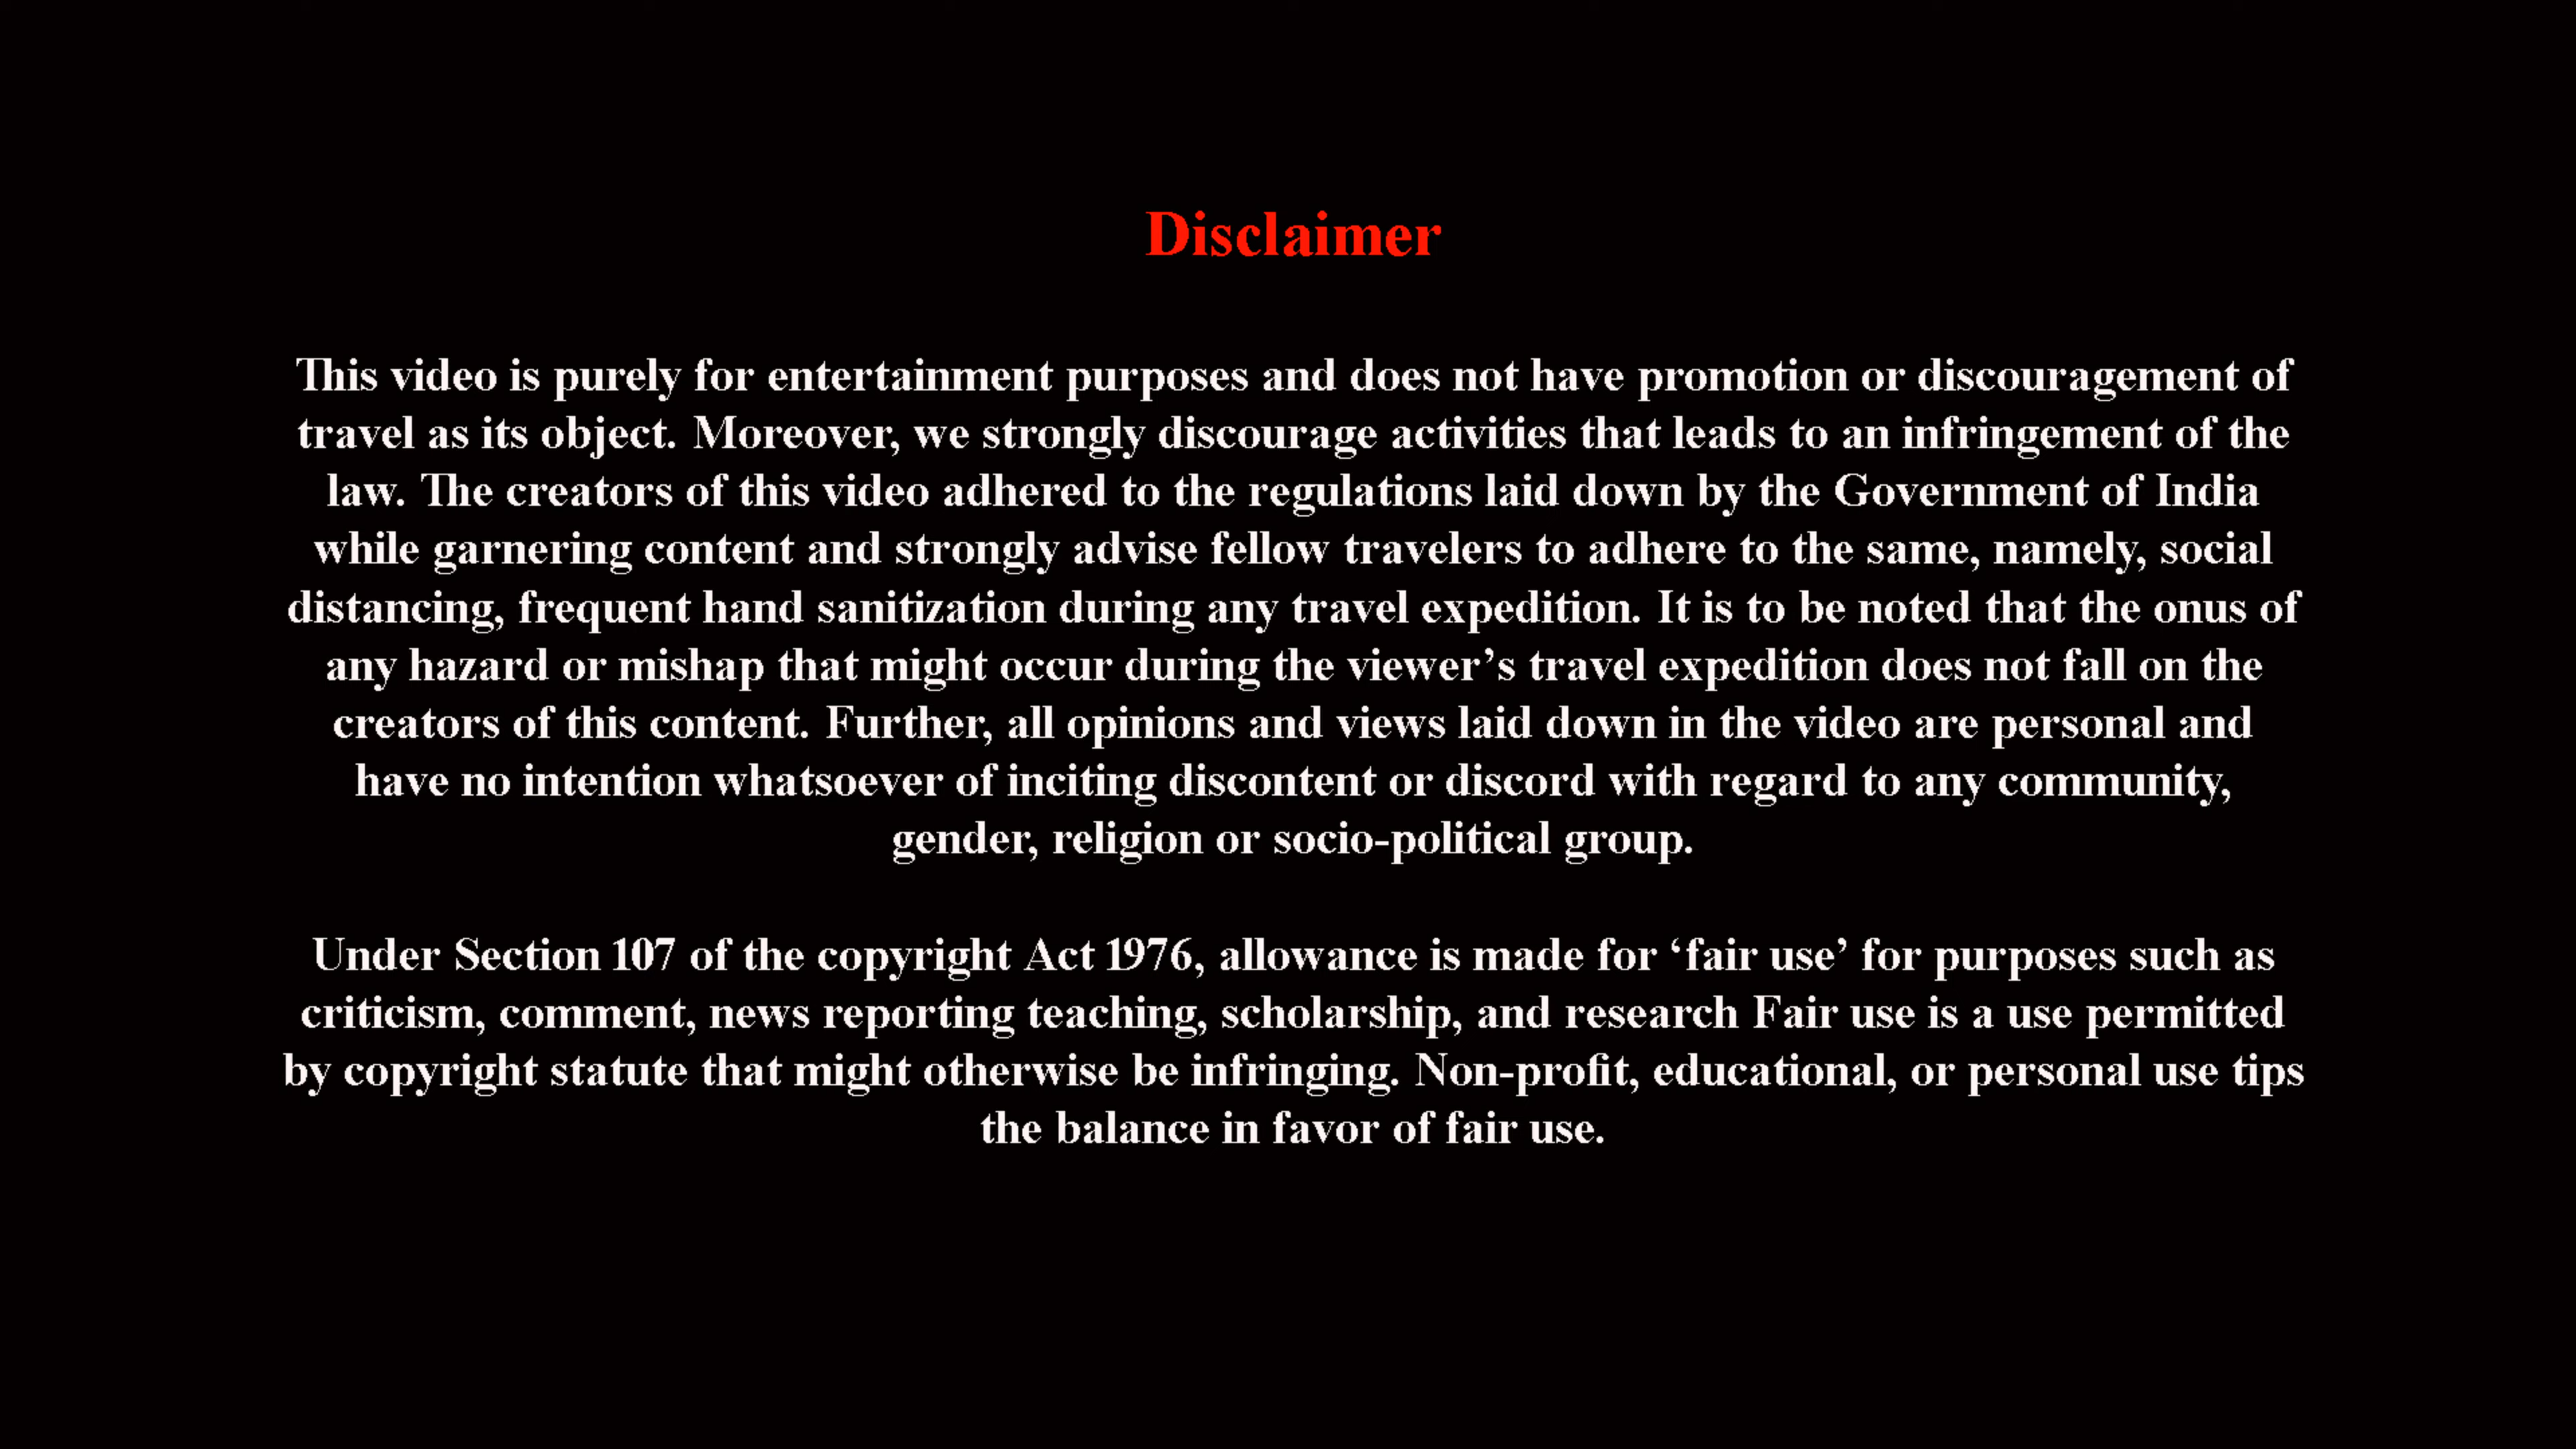 Disclaimer
This video is purely for entertainment purposes and does not have promotion or discouragement of
travel as its object. Moreover, we strongly discourage activities that leads to an infringement of the
law. The creators of this video adhered to the regulations laid down by the Government of India
while garnering content and strongly advise fellow travelers to adhere to the same, namely, social
distancing, frequent hand sanitization during any travel expedition. It is to be noted that the onus of
any hazard or mishap that might occur during the viewer’s travel expedition does not fall on the
creators of this content. Further, all opinions and views laid down in the video are personal and
have no intention whatsoever of inciting discontent or discord with regard to any community,
gender, religion or socio-political group.
Under Section 107 of the copyright Act 1976, allowance is made for ‘fair use’ for purposes such as
criticism, comment, news reporting teaching, scholarship, and research Fair use is a use permitted
by copyright statute that might otherwise be infringing. Non-profit, educational, or personal use tips
the balance in favor of fair use.